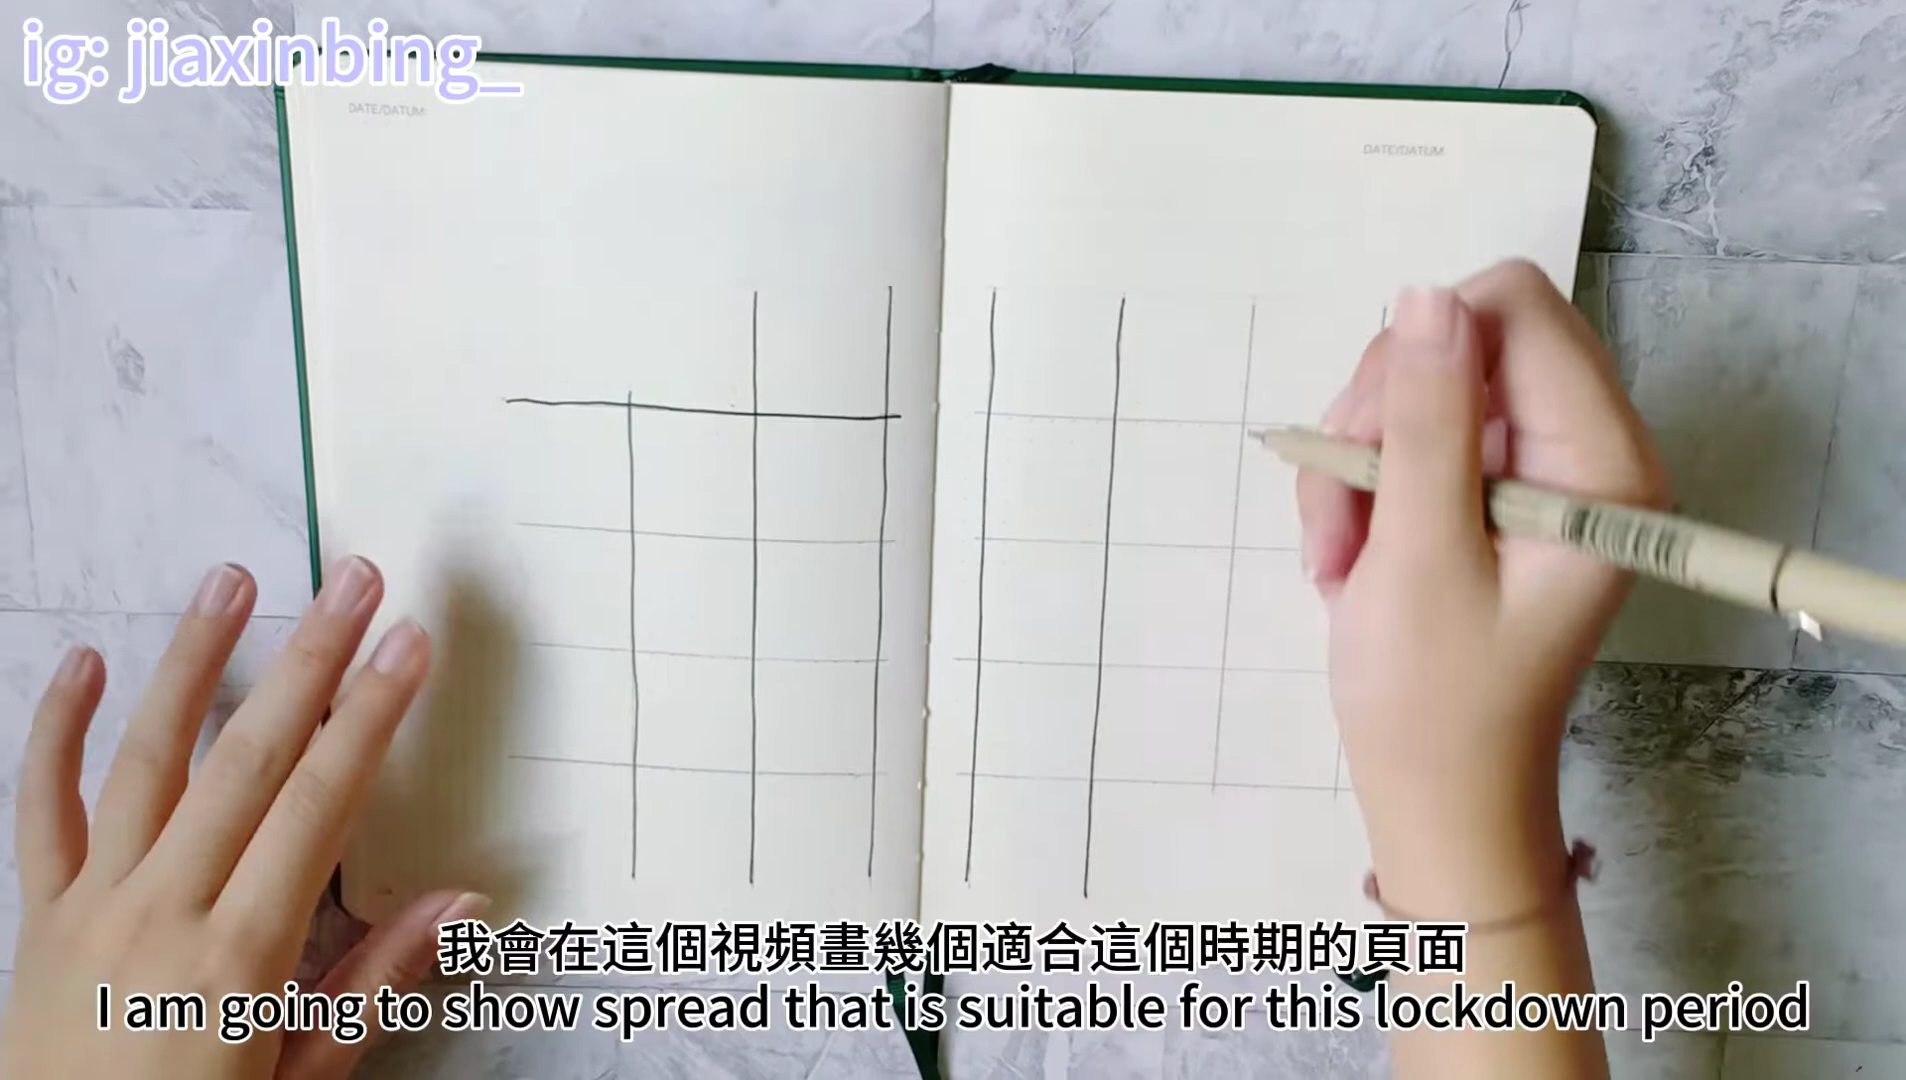 ig: jiaxinbing_
DATE/DATUM:
DATE/DATUM:
我會在這個視頻畫幾個適合這個時期的頁面
I am going to show spread that is suitable for this lockdown period